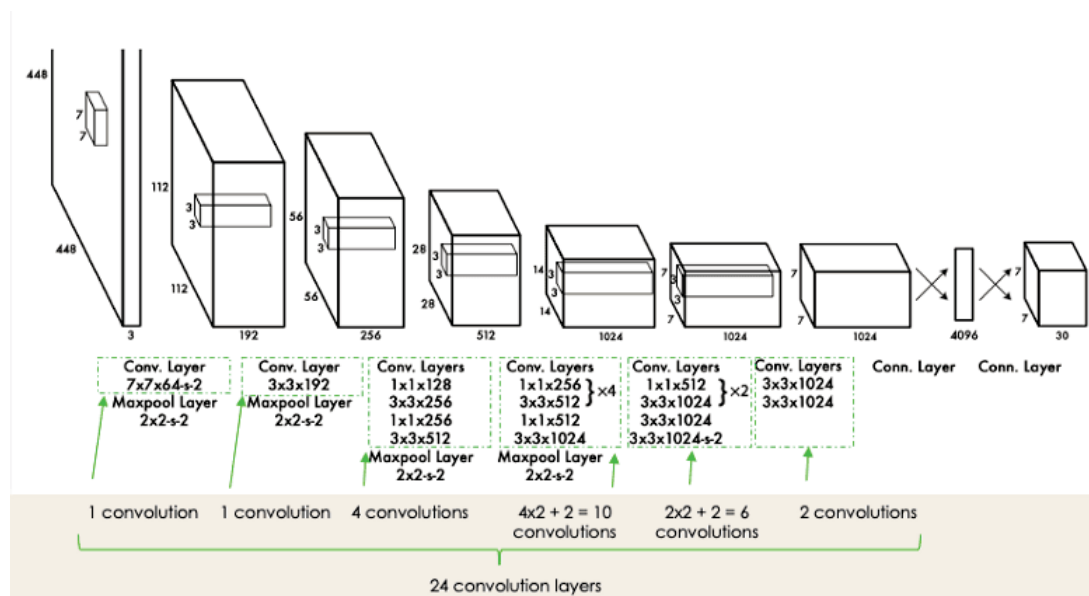 448
7
7
448
3
112
3
3
112
192
56
3
3
56
256
28
3
3
28
512
14
3
3
14
1024
7
3
3
7
1024
7
7
1024
4096
7
7
30
Conv. Layer
7x7x64-s-2
Maxpool Layer
2x2-s-2
Conv. Layer
3x3x192
Maxpool Layer
2x2-s-2
Conv. Layers
1x1x128
3x3x256
1x1x256
3x3x512
Maxpool Layer
2x2-s-2
Conv. Layers
1x1x256
3x3x512
}×4
1x1x512
3x3x1024
Maxpool Layer
2x2-s-2
Conv. Layers
1x1x512
3x3x1024
}×2
3x3x1024
3x3x1024-s-2
Conv. Layers
3x3x1024
3x3x1024
Conn. Layer
Conn. Layer
1 convolution
1 convolution
4 convolutions
4x2 + 2 = 10
convolutions
2x2 + 2 = 6
convolutions
2 convolutions
24 convolution layers